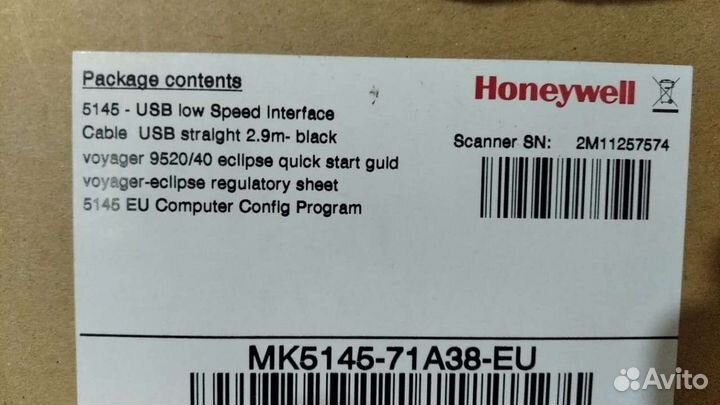 Package contents
5145 - USB low Speed Interface
Cable USB straight 2.9m- black
voyager 9520/40 eclipse quick start guid
voyager-eclipse regulatory sheet
5145 EU Computer Config Program
Honeywell
Scanner SN: 2M11257574
MK5145-71A38-EU
Avito